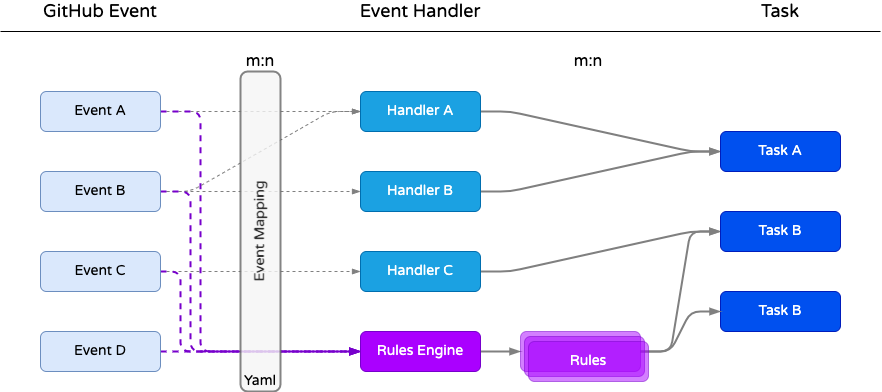 GitHub Event
Event Handler
Task
m:n
m:n
Event A
Handler A
Task A
Event B
Handler B
Event Mapping
Task B
Event C
Handler C
Task B
Event D
Rules Engine
Rules
Yaml